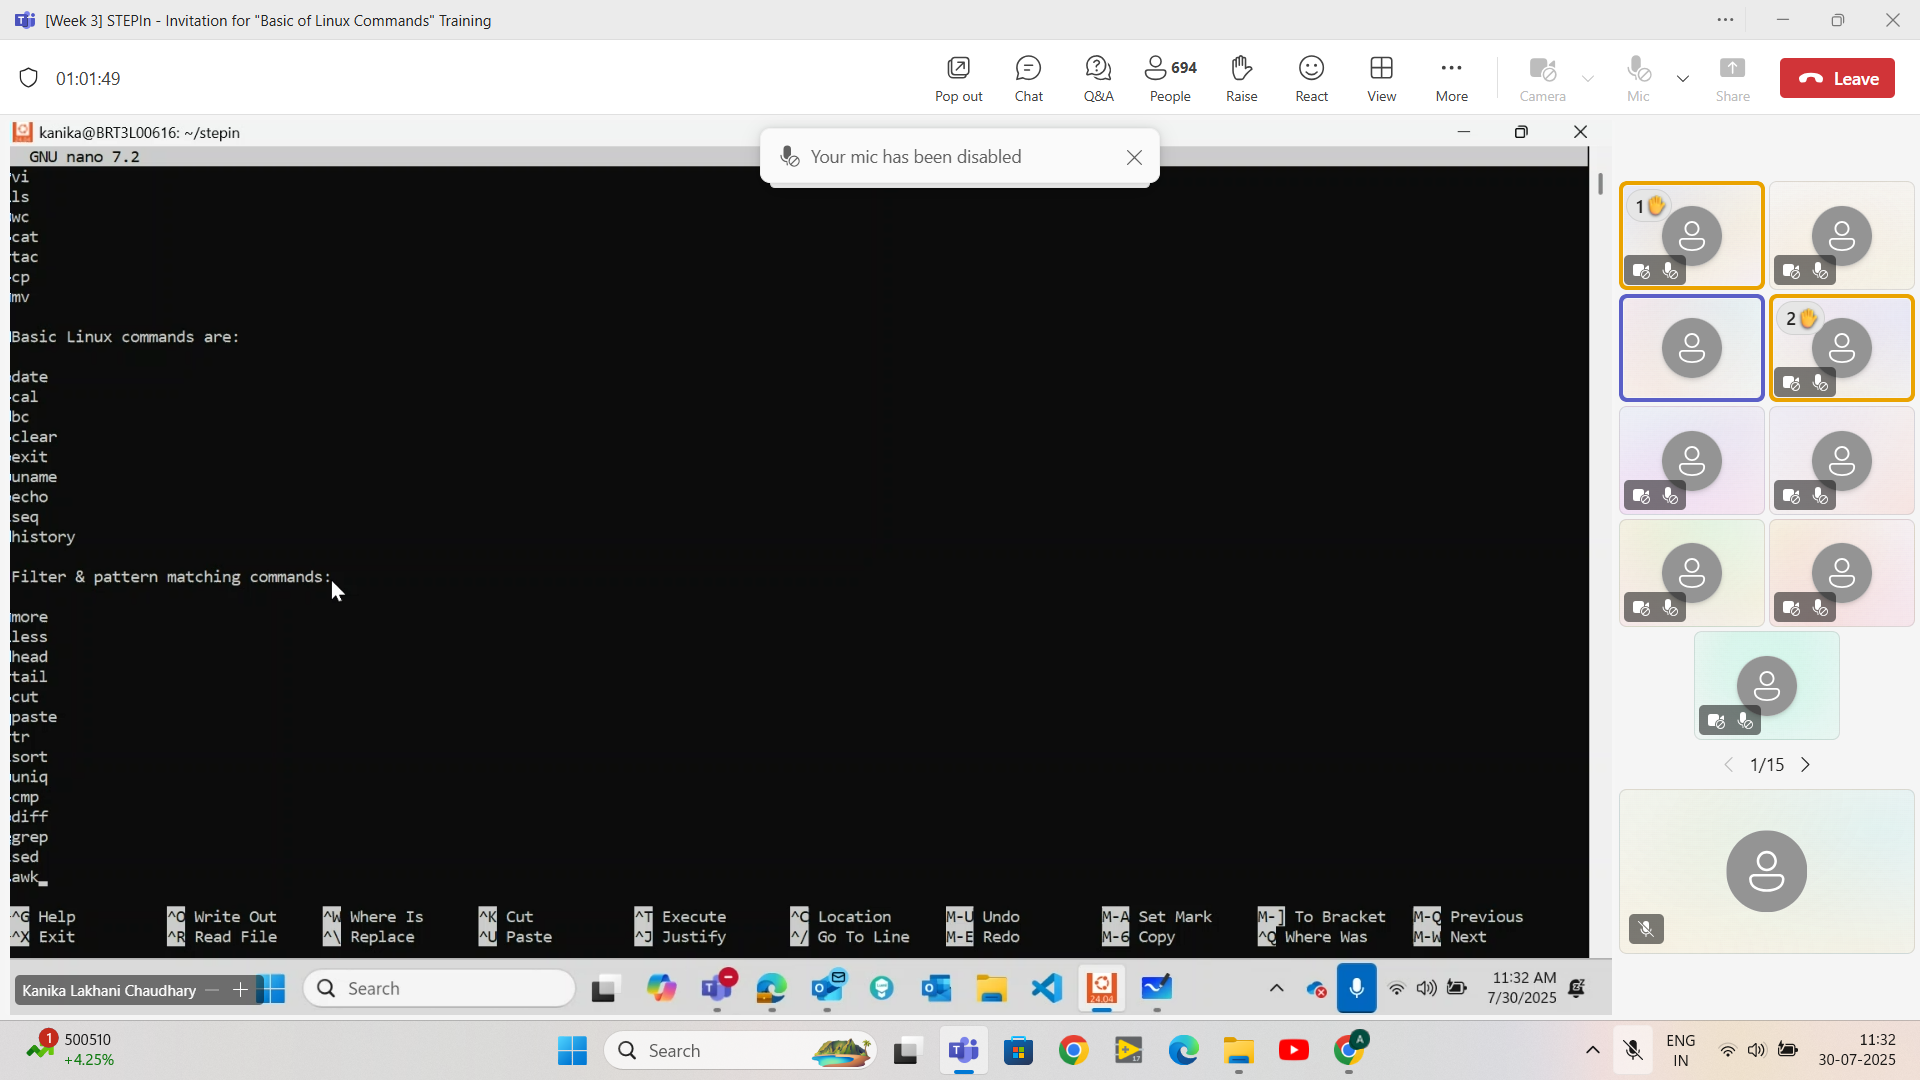 [Week 3] STEPIn - Invitation for "Basic of Linux Commands" Training
01:01:49
Pop out
Chat
Q&A
694
People
Raise
React
View
More
Camera
Mic
Share
Leave
kanika@BRT3L00616: ~/stepin
GNU nano 7.2
Your mic has been disabled
vi
ls
wc
cat
tac
cp
mv
Basic Linux commands are:
date
cal
bc
clear
exit
uname
echo
seq
history
Filter & pattern matching commands:
more
less
head
tail
cut
paste
tr
sort
uniq
cmp
diff
grep
sed
awk
^G Help ^O Write Out ^W Where Is ^K Cut ^T Execute ^C Location M-U Undo M-A Set Mark M-] To Bracket M-Q Previous
^X Exit ^R Read File ^\ Replace ^U Paste ^J Justify ^/ Go To Line M-E Redo M-6 Copy ^Q Where Was M-W Next
1
2
1/15
Kanika Lakhani Chaudhary
Search
24.04
11:32 AM
7/30/2025
1
500510
+4.25%
Search
17
A
ENG
IN
11:32
30-07-2025